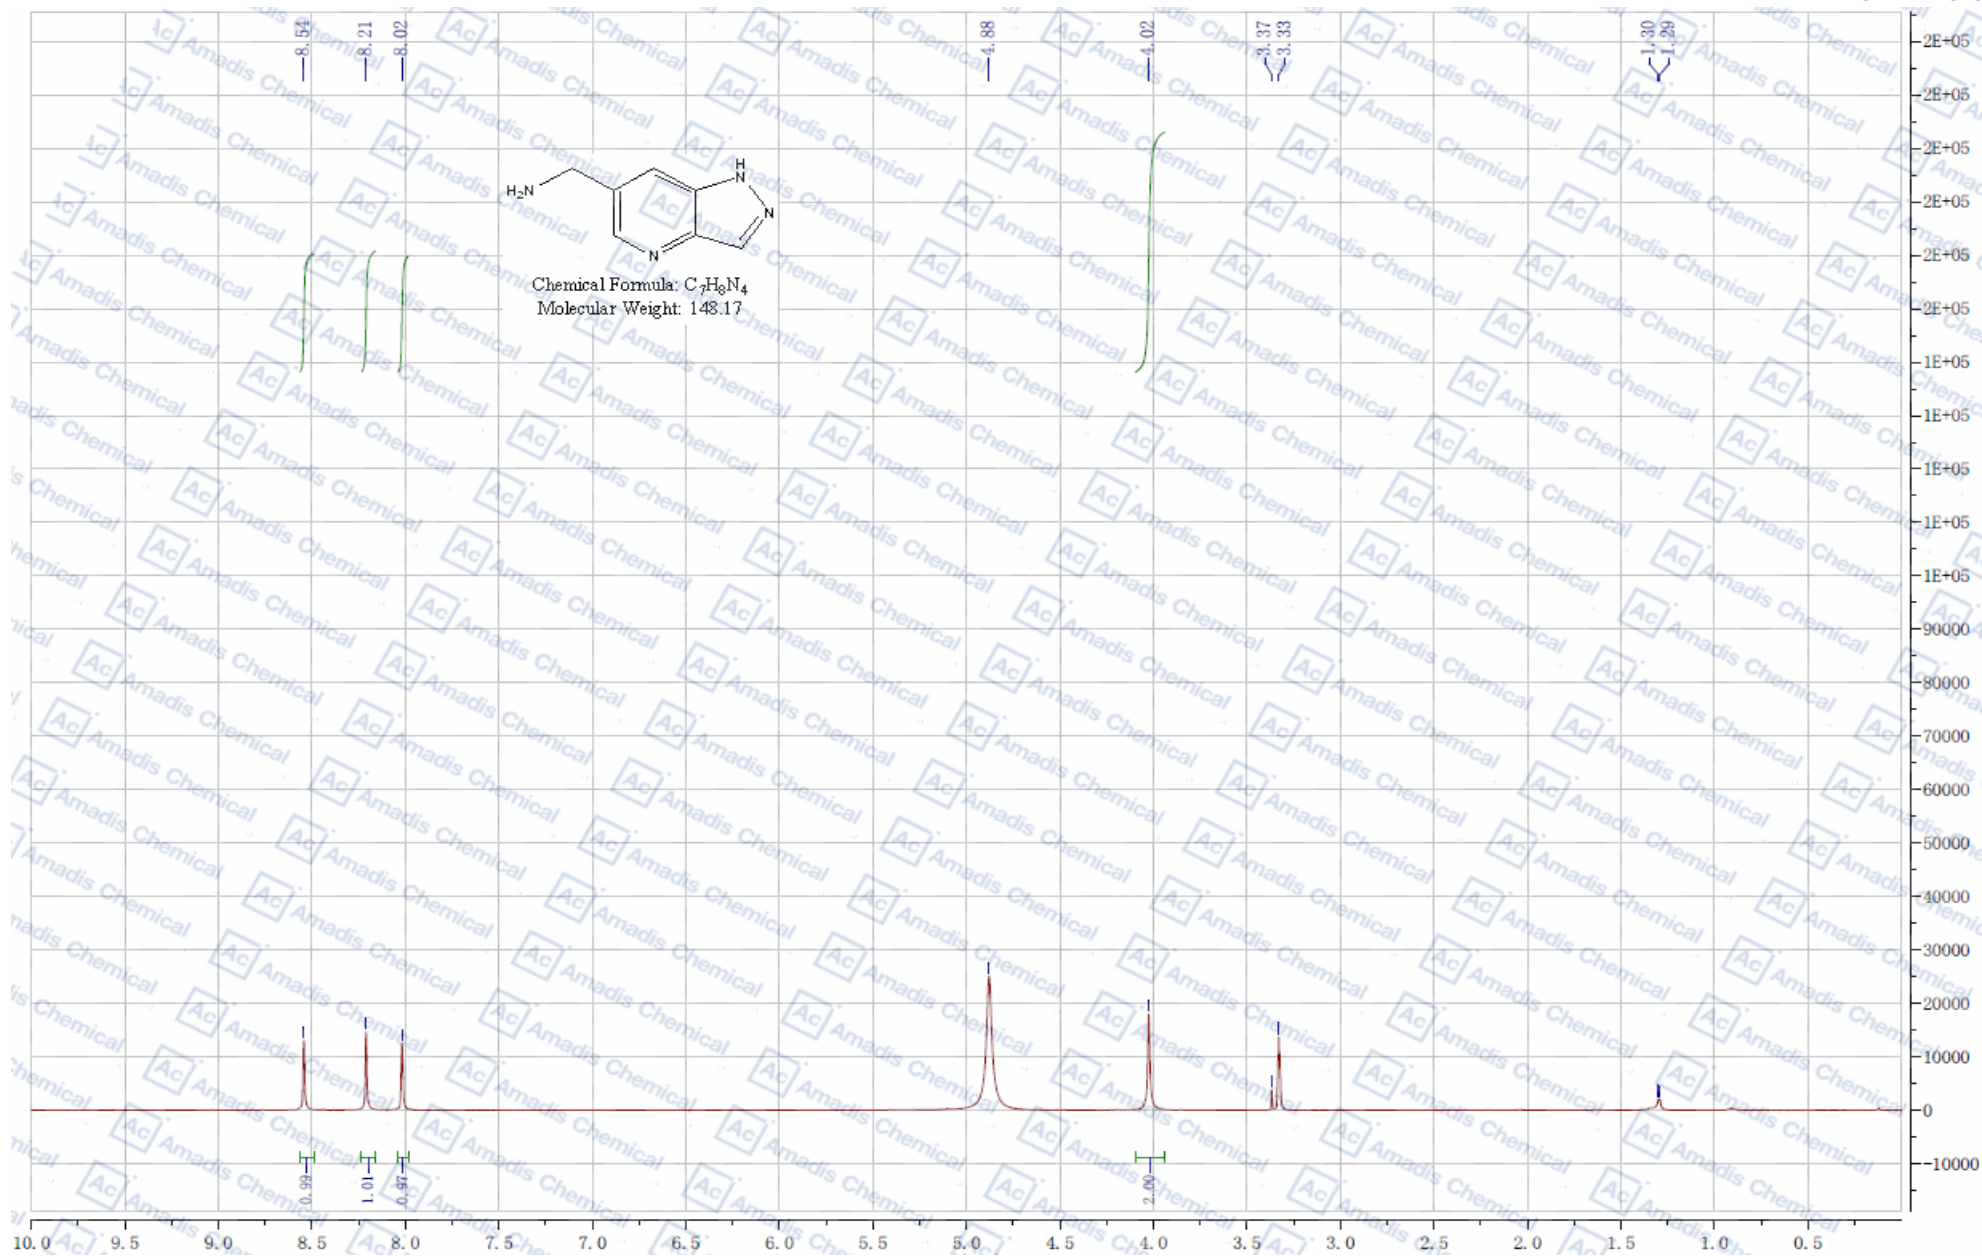 8.54
8.21
8.02
4.88
4.02
3.37
3.33
1.30
1.29
H
N
N
H2N
N
Chemical Formula: C7H8N4
Molecular Weight: 148.17
2E+05
2E+05
2E+05
2E+05
2E+05
2E+05
1E+05
1E+05
1E+05
1E+05
1E+05
90000
80000
70000
60000
50000
40000
30000
20000
10000
0
-10000
0.99
1.01
0.97
2.00
10.0 9.5 9.0 8.5 8.0 7.5 7.0 6.5 6.0 5.5 5.0 4.5 4.0 3.5 3.0 2.5 2.0 1.5 1.0 0.5
Ac Amadis Chemical